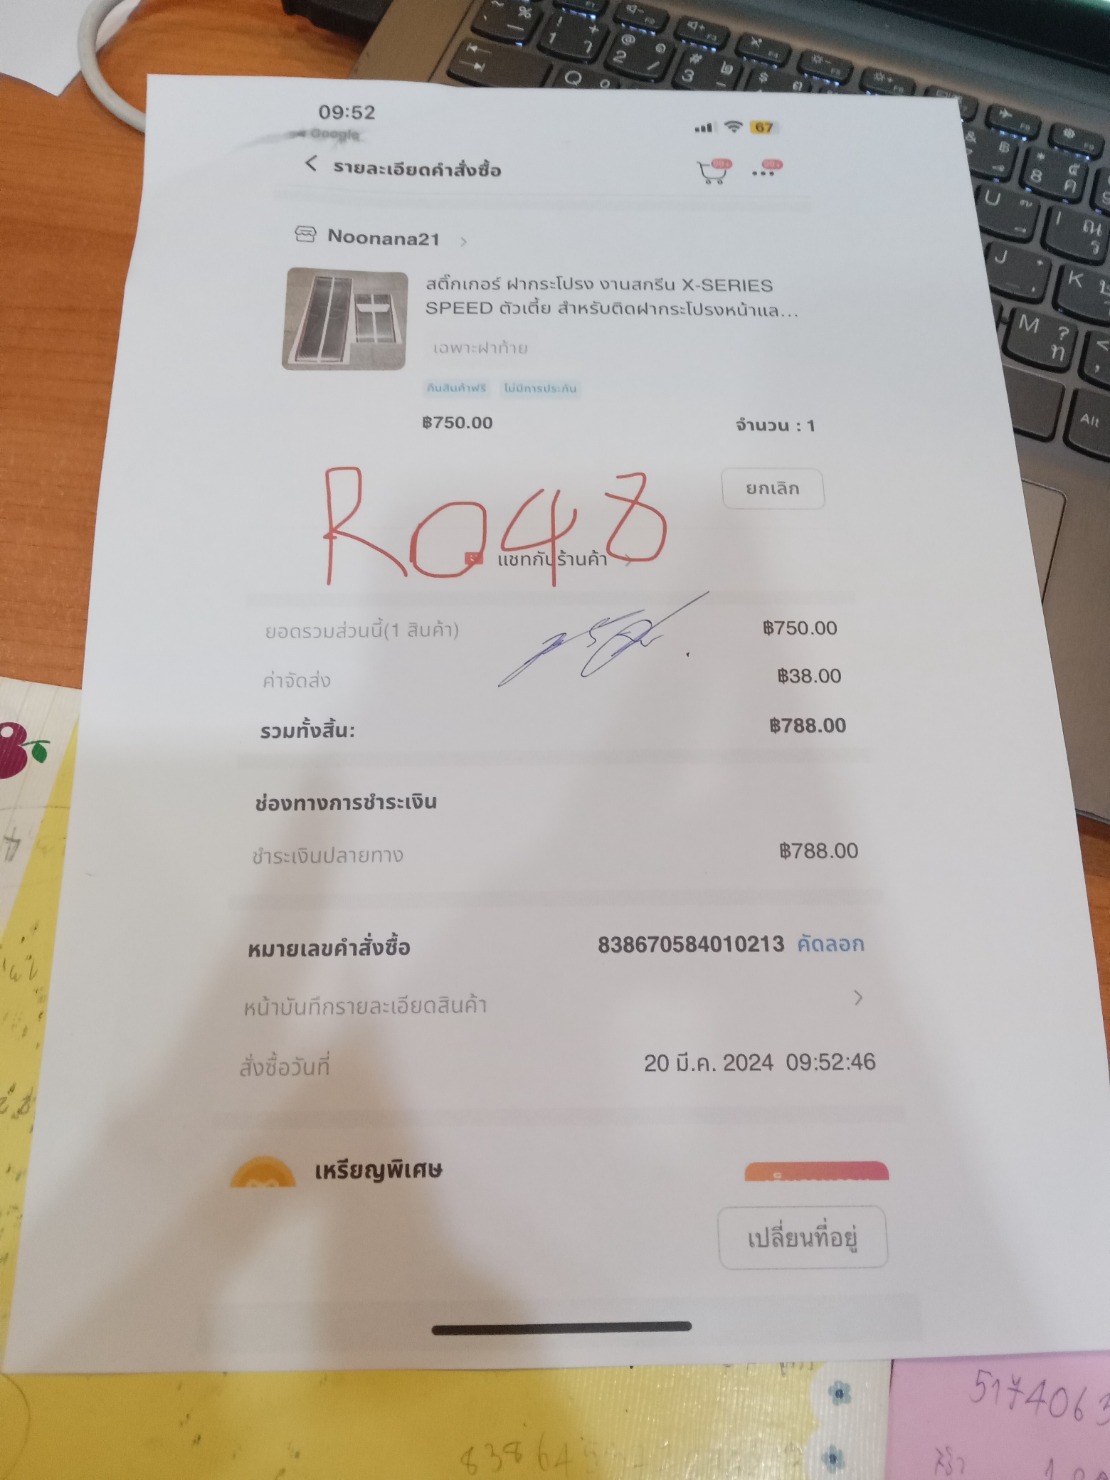 09:52
Google
67
รายละเอียดคำสั่งซื้อ
Noonana21
สติ๊กเกอร์ ฝากระโปรง งานสกรีน X-SERIES
SPEED ตัวเตี้ย สำหรับติดฝากระโปรงหน้าแล...
เฉพาะฝาท้าย
คืนสินค้าฟรี ไม่มีการประกัน
฿750.00 จำนวน : 1
ยกเลิก
R048
แชทกับร้านค้า
ยอดรวมส่วนนี้(1 สินค้า) ฿750.00
ค่าจัดส่ง ฿38.00
รวมทั้งสิ้น: ฿788.00
ช่องทางการชำระเงิน
ชำระเงินปลายทาง ฿788.00
หมายเลขคำสั่งซื้อ 838670584010213 คัดลอก
หน้าบันทึกรายละเอียดสินค้า
สั่งซื้อวันที่ 20 มี.ค. 2024 09:52:46
เหรียญพิเศษ
เปลี่ยนที่อยู่